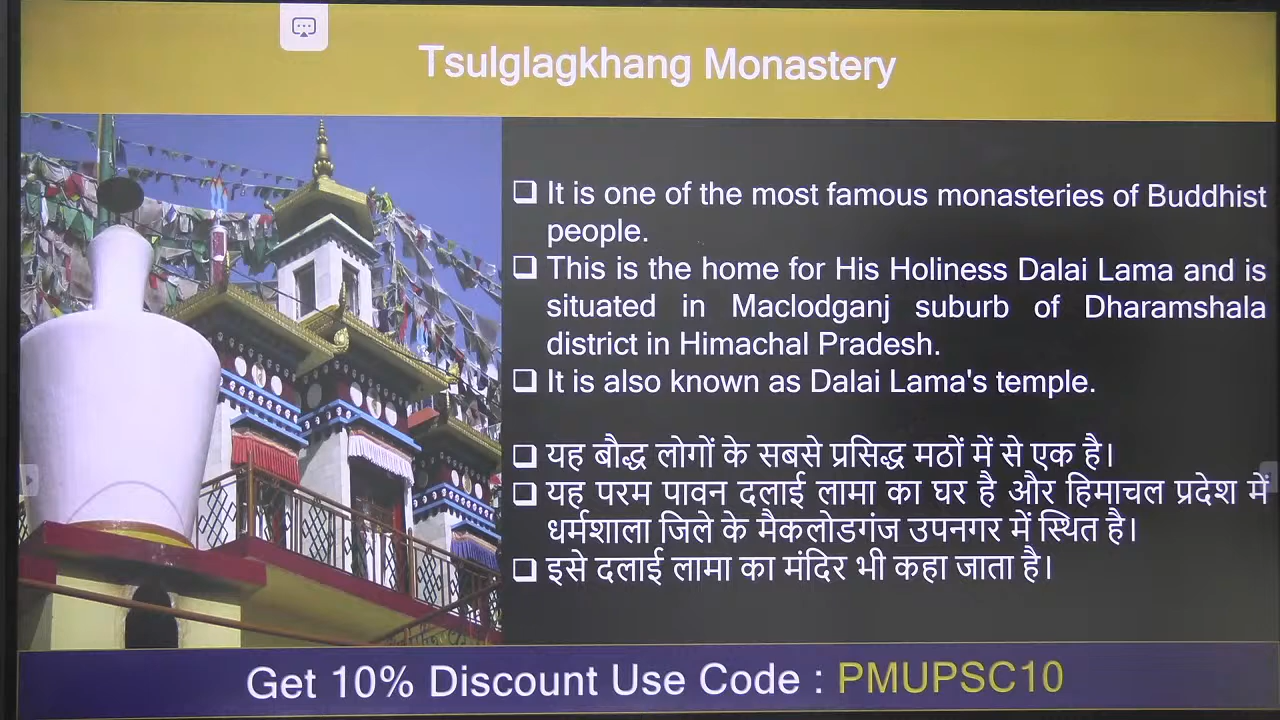 Tsulglagkhang Monastery
❑ It is one of the most famous monasteries of Buddhist
people.
❑ This is the home for His Holiness Dalai Lama and is
situated in Maclodganj suburb of Dharamshala
district in Himachal Pradesh.
❑ It is also known as Dalai Lama's temple.
❑ यह बौद्ध लोगों के सबसे प्रसिद्ध मठों में से एक है।
❑ यह परम पावन दलाई लामा का घर है और हिमाचल प्रदेश में
धर्मशाला जिले के मैकलोडगंज उपनगर में स्थित है।
❑ इसे दलाई लामा का मंदिर भी कहा जाता है।
Get 10% Discount Use Code : PMUPSC10